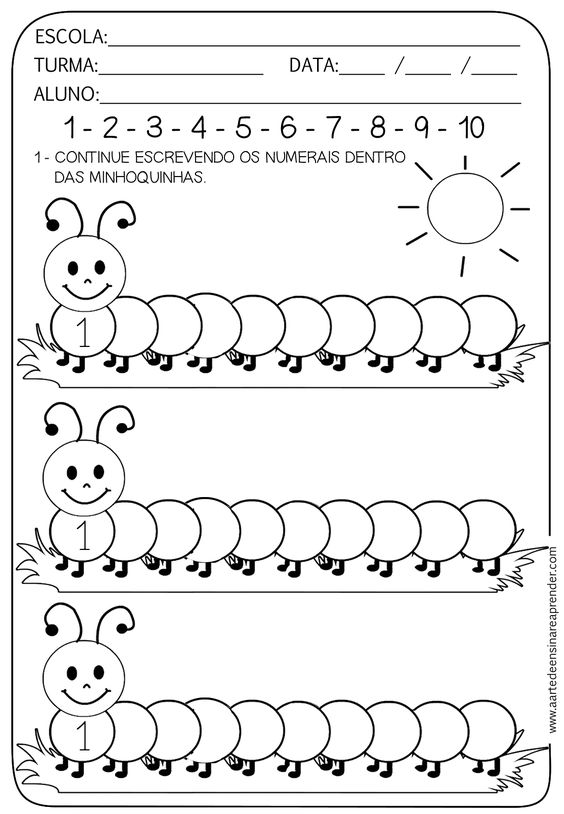 ESCOLA:
TURMA: DATA: / /
ALUNO:
1 - 2 - 3 - 4 - 5 - 6 - 7 - 8 - 9 - 10
1 - CONTINUE ESCREVENDO OS NUMERAIS DENTRO
DAS MINHOQUINHAS.
1
1
1
www.aartedeensinareaprender.com